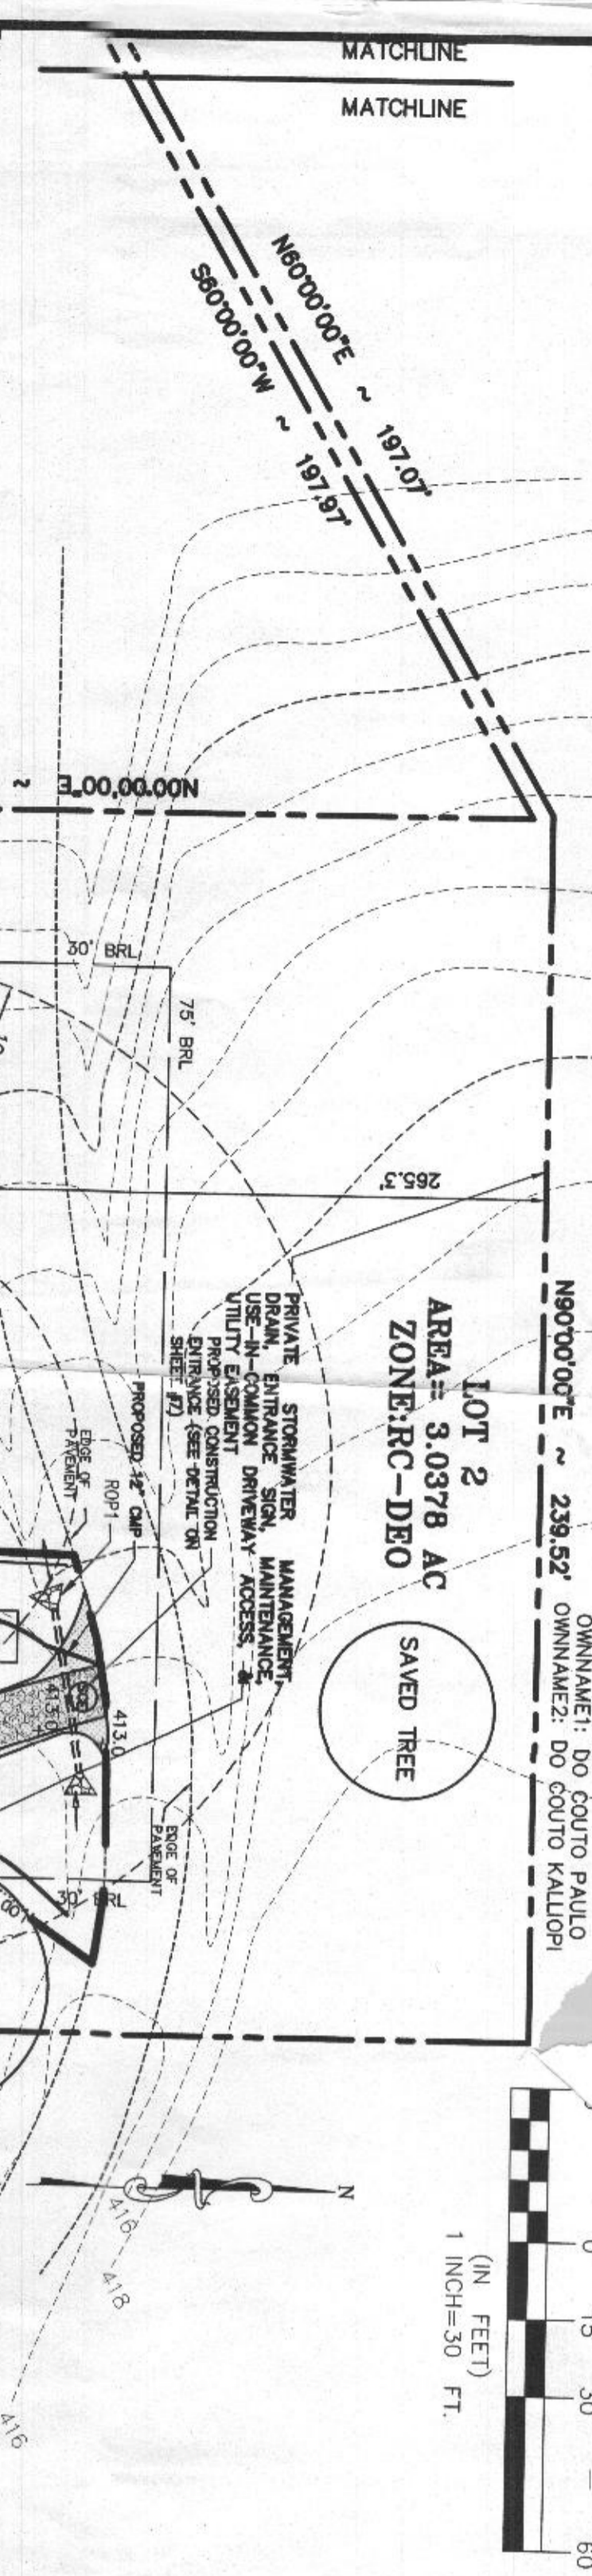 MATCHLINE
MATCHLINE
N60°00'00"E ~ 197.07'
S60°00'00"W ~ 197.97'
N00°00'00"E ~
30' BRL
75' BRL
265.3'
N90°00'00"E ~ 239.52'
OWNNAME1: DO COUTO PAULO
OWNNAME2: DO COUTO KALLIOPI
LOT 2
AREA= 3.0378 AC
ZONE:RC-DEO
SAVED TREE
PRIVATE STORMWATER MANAGEMENT,
DRAIN, ENTRANCE SIGN, MAINTENANCE,
USE-IN-COMMON DRIVEWAY ACCESS, &
UTILITY EASEMENT
PROPOSED CONSTRUCTION
ENTRANCE (SEE DETAIL ON
SHEET 17)
PROPOSED 12" CMP
ROP1
EDGE OF
PAVEMENT
413.0
413.0
EDGE OF
PAVEMENT
30' BRL
N
416
418
416
0 15 30 60
(IN FEET)
1 INCH=30 FT.